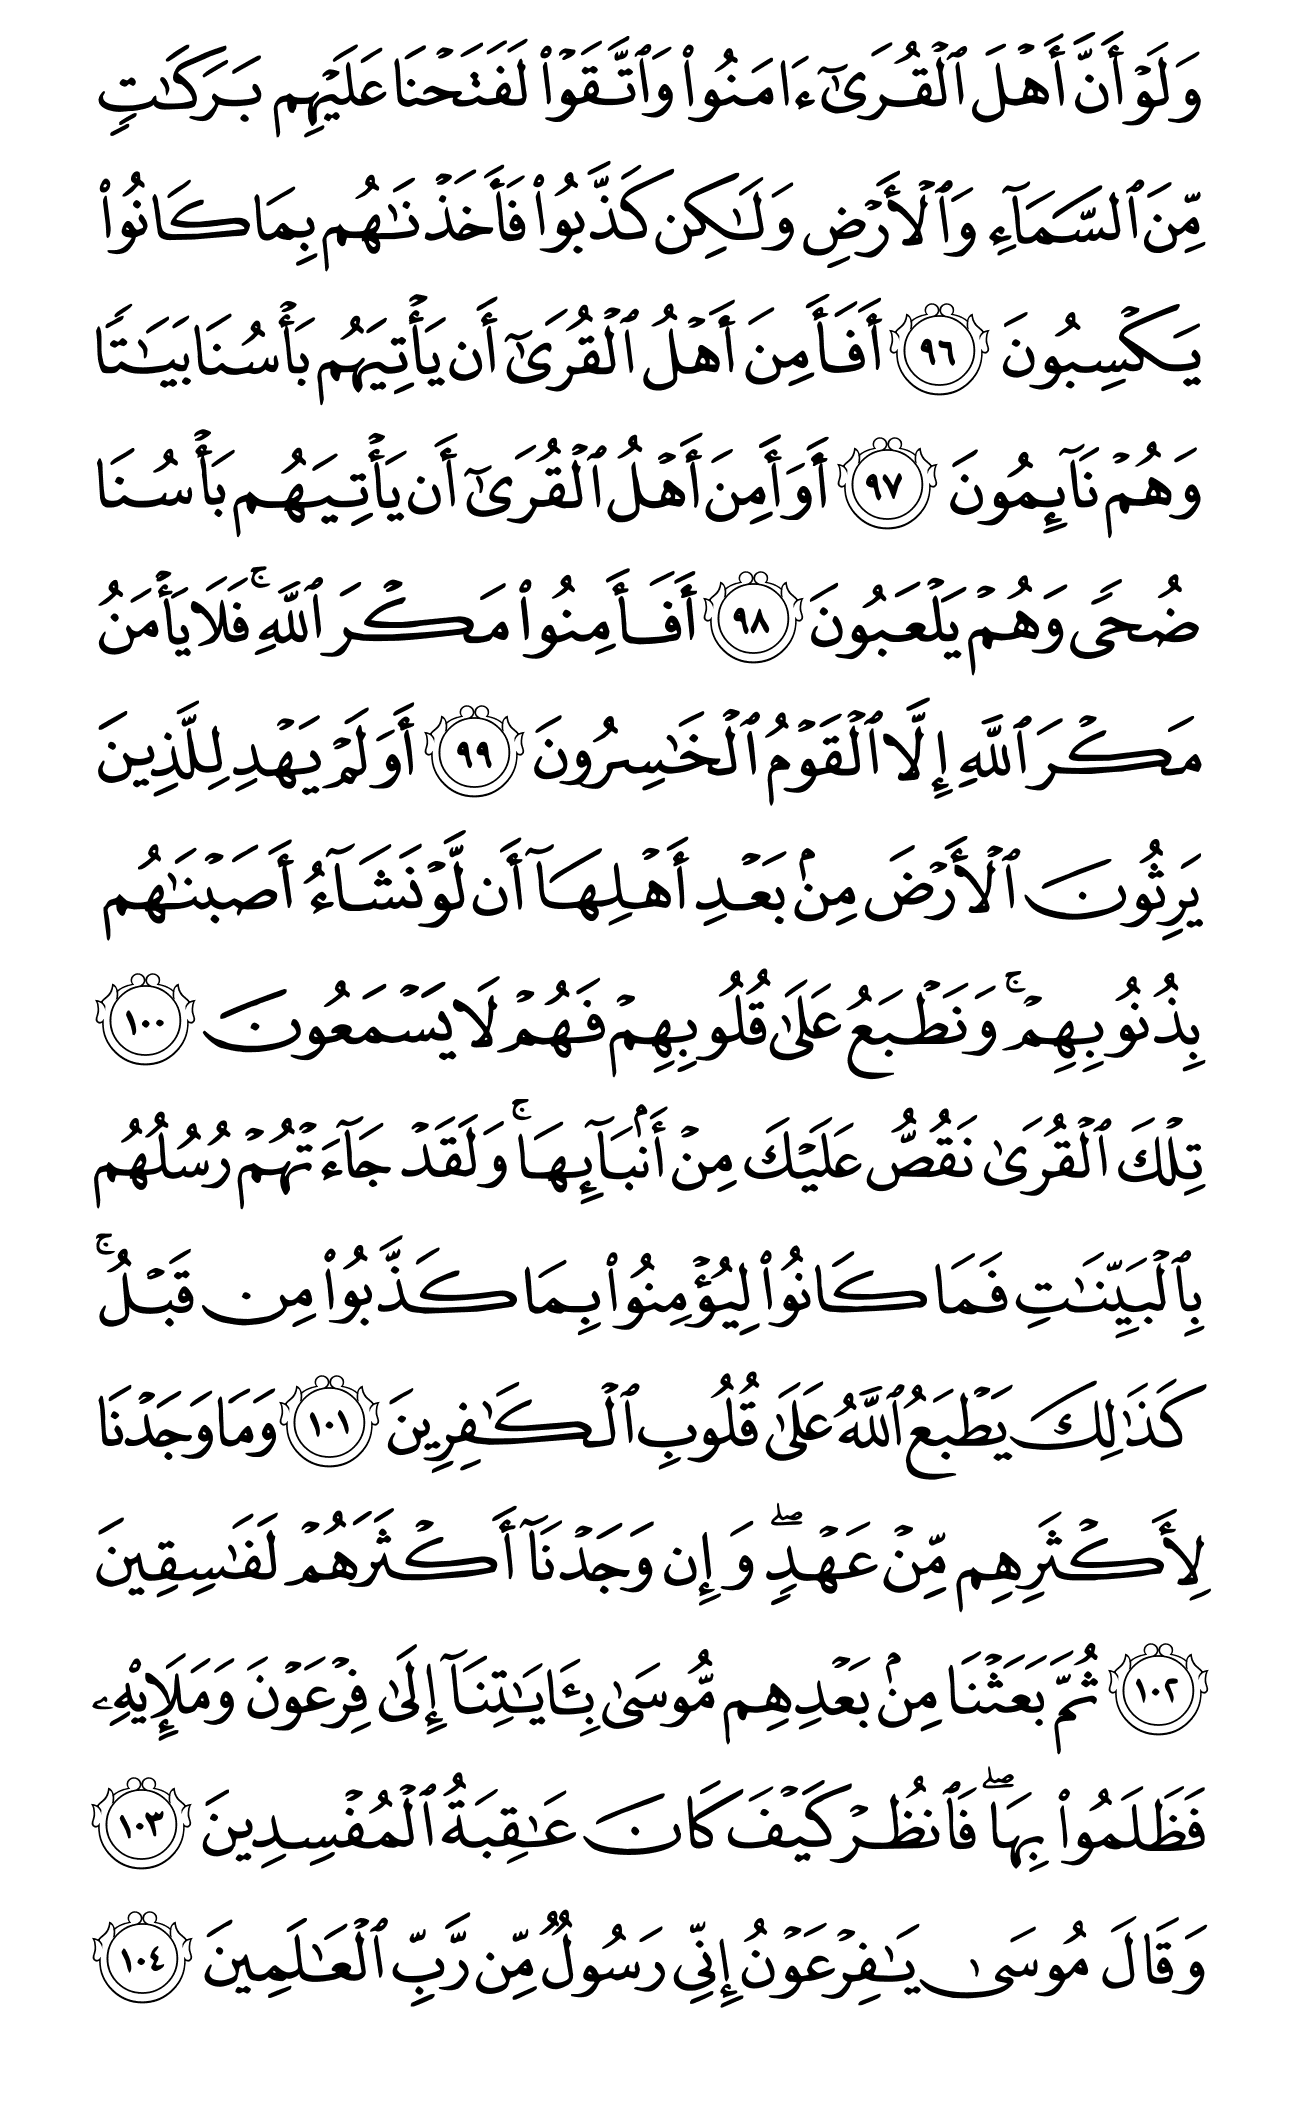 وَلَوْ أَنَّ أَهْلَ ٱلْقُرَىٰٓ ءَامَنُوا۟ وَٱتَّقَوْا۟ لَفَتَحْنَا عَلَيْهِم بَرَكَـٰتٍ
مِّنَ ٱلسَّمَآءِ وَٱلْأَرْضِ وَلَـٰكِن كَذَّبُوا۟ فَأَخَذْنَـٰهُم بِمَا كَانُوا۟
يَكْسِبُونَ ٩٦ أَفَأَمِنَ أَهْلُ ٱلْقُرَىٰٓ أَن يَأْتِيَهُم بَأْسُنَا بَيَـٰتًا
وَهُمْ نَآئِمُونَ ٩٧ أَوَأَمِنَ أَهْلُ ٱلْقُرَىٰٓ أَن يَأْتِيَهُم بَأْسُنَا
ضُحًى وَهُمْ يَلْعَبُونَ ٩٨ أَفَأَمِنُوا۟ مَكْرَ ٱللَّهِ ۚ فَلَا يَأْمَنُ
مَكْرَ ٱللَّهِ إِلَّا ٱلْقَوْمُ ٱلْخَـٰسِرُونَ ٩٩ أَوَلَمْ يَهْدِ لِلَّذِينَ
يَرِثُونَ ٱلْأَرْضَ مِنۢ بَعْدِ أَهْلِهَآ أَن لَّوْ نَشَآءُ أَصَبْنَـٰهُم
بِذُنُوبِهِمْ ۚ وَنَطْبَعُ عَلَىٰ قُلُوبِهِمْ فَهُمْ لَا يَسْمَعُونَ ١٠٠
تِلْكَ ٱلْقُرَىٰ نَقُصُّ عَلَيْكَ مِنْ أَنۢبَآئِهَا ۚ وَلَقَدْ جَآءَتْهُمْ رُسُلُهُم
بِٱلْبَيِّنَـٰتِ فَمَا كَانُوا۟ لِيُؤْمِنُوا۟ بِمَا كَذَّبُوا۟ مِن قَبْلُ ۚ
كَذَٰلِكَ يَطْبَعُ ٱللَّهُ عَلَىٰ قُلُوبِ ٱلْكَـٰفِرِينَ ١٠١ وَمَا وَجَدْنَا
لِأَكْثَرِهِم مِّنْ عَهْدٍ ۖ وَإِن وَجَدْنَآ أَكْثَرَهُمْ لَفَـٰسِقِينَ
١٠٢ ثُمَّ بَعَثْنَا مِنۢ بَعْدِهِم مُّوسَىٰ بِـَٔايَـٰتِنَآ إِلَىٰ فِرْعَوْنَ وَمَلَإِي۟هِۦ
فَظَلَمُوا۟ بِهَا ۖ فَٱنظُرْ كَيْفَ كَانَ عَـٰقِبَةُ ٱلْمُفْسِدِينَ ١٠٣
وَقَالَ مُوسَىٰ يَـٰفِرْعَوْنُ إِنِّى رَسُولٌ مِّن رَّبِّ ٱلْعَـٰلَمِينَ ١٠٤